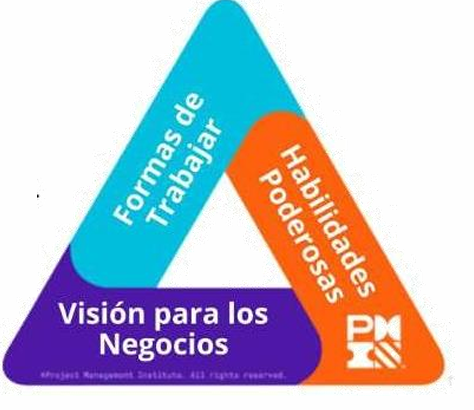 Formas de
Trabajar
Habilidades
Poderosas
Visión para los
Negocios
PMI
©Project Management Institute. All rights reserved.